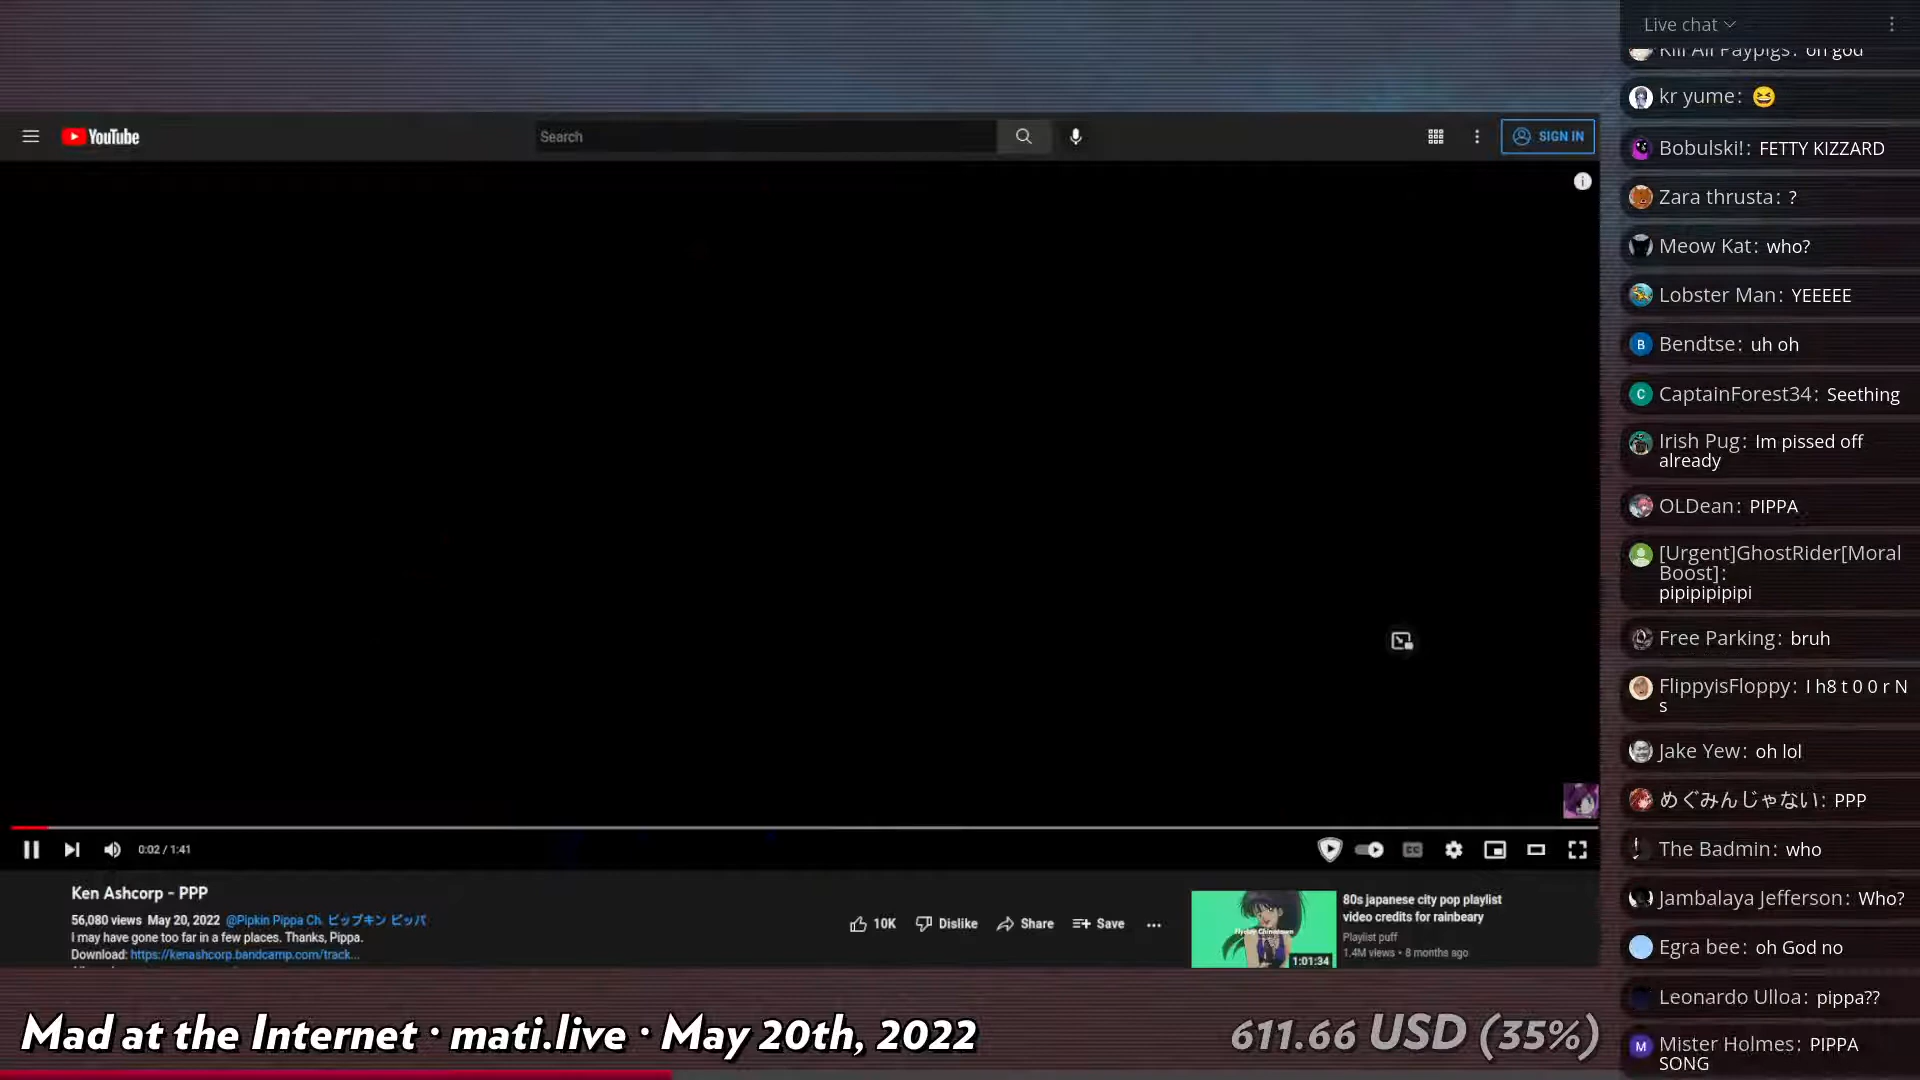 YouTube
Search
SIGN IN
0:02 / 1:41
CC
Ken Ashcorp - PPP
56,080 views May 20, 2022 @Pipkin Pippa Ch. ピップキン ピッパ
I may have gone too far in a few places. Thanks, Pippa.
Download: https://kenashcorp.bandcamp.com/track...
10K
Dislike
Share
Save
1:01:34
80s japanese city pop playlist
video credits for rainbeary
Playlist puff
1.4M views • 8 months ago
Mad at the Internet · mati.live · May 20th, 2022
611.66 USD (35%)
Live chat
Kill All Paypigs: oh god
kr yume: 😆
Bobulski!: FETTY KIZZARD
Zara thrusta: ?
Meow Kat: who?
Lobster Man: YEEEEE
B
Bendtse: uh oh
C
CaptainForest34: Seething
Irish Pug: Im pissed off
already
OLDean: PIPPA
[Urgent]GhostRider[Moral
Boost]:
pipipipipipi
Free Parking: bruh
FlippyisFloppy: I h8 t 0 0 r N
s
Jake Yew: oh lol
めぐみんじゃない: PPP
The Badmin: who
Jambalaya Jefferson: Who?
Egra bee: oh God no
Leonardo Ulloa: pippa??
M
Mister Holmes: PIPPA
SONG